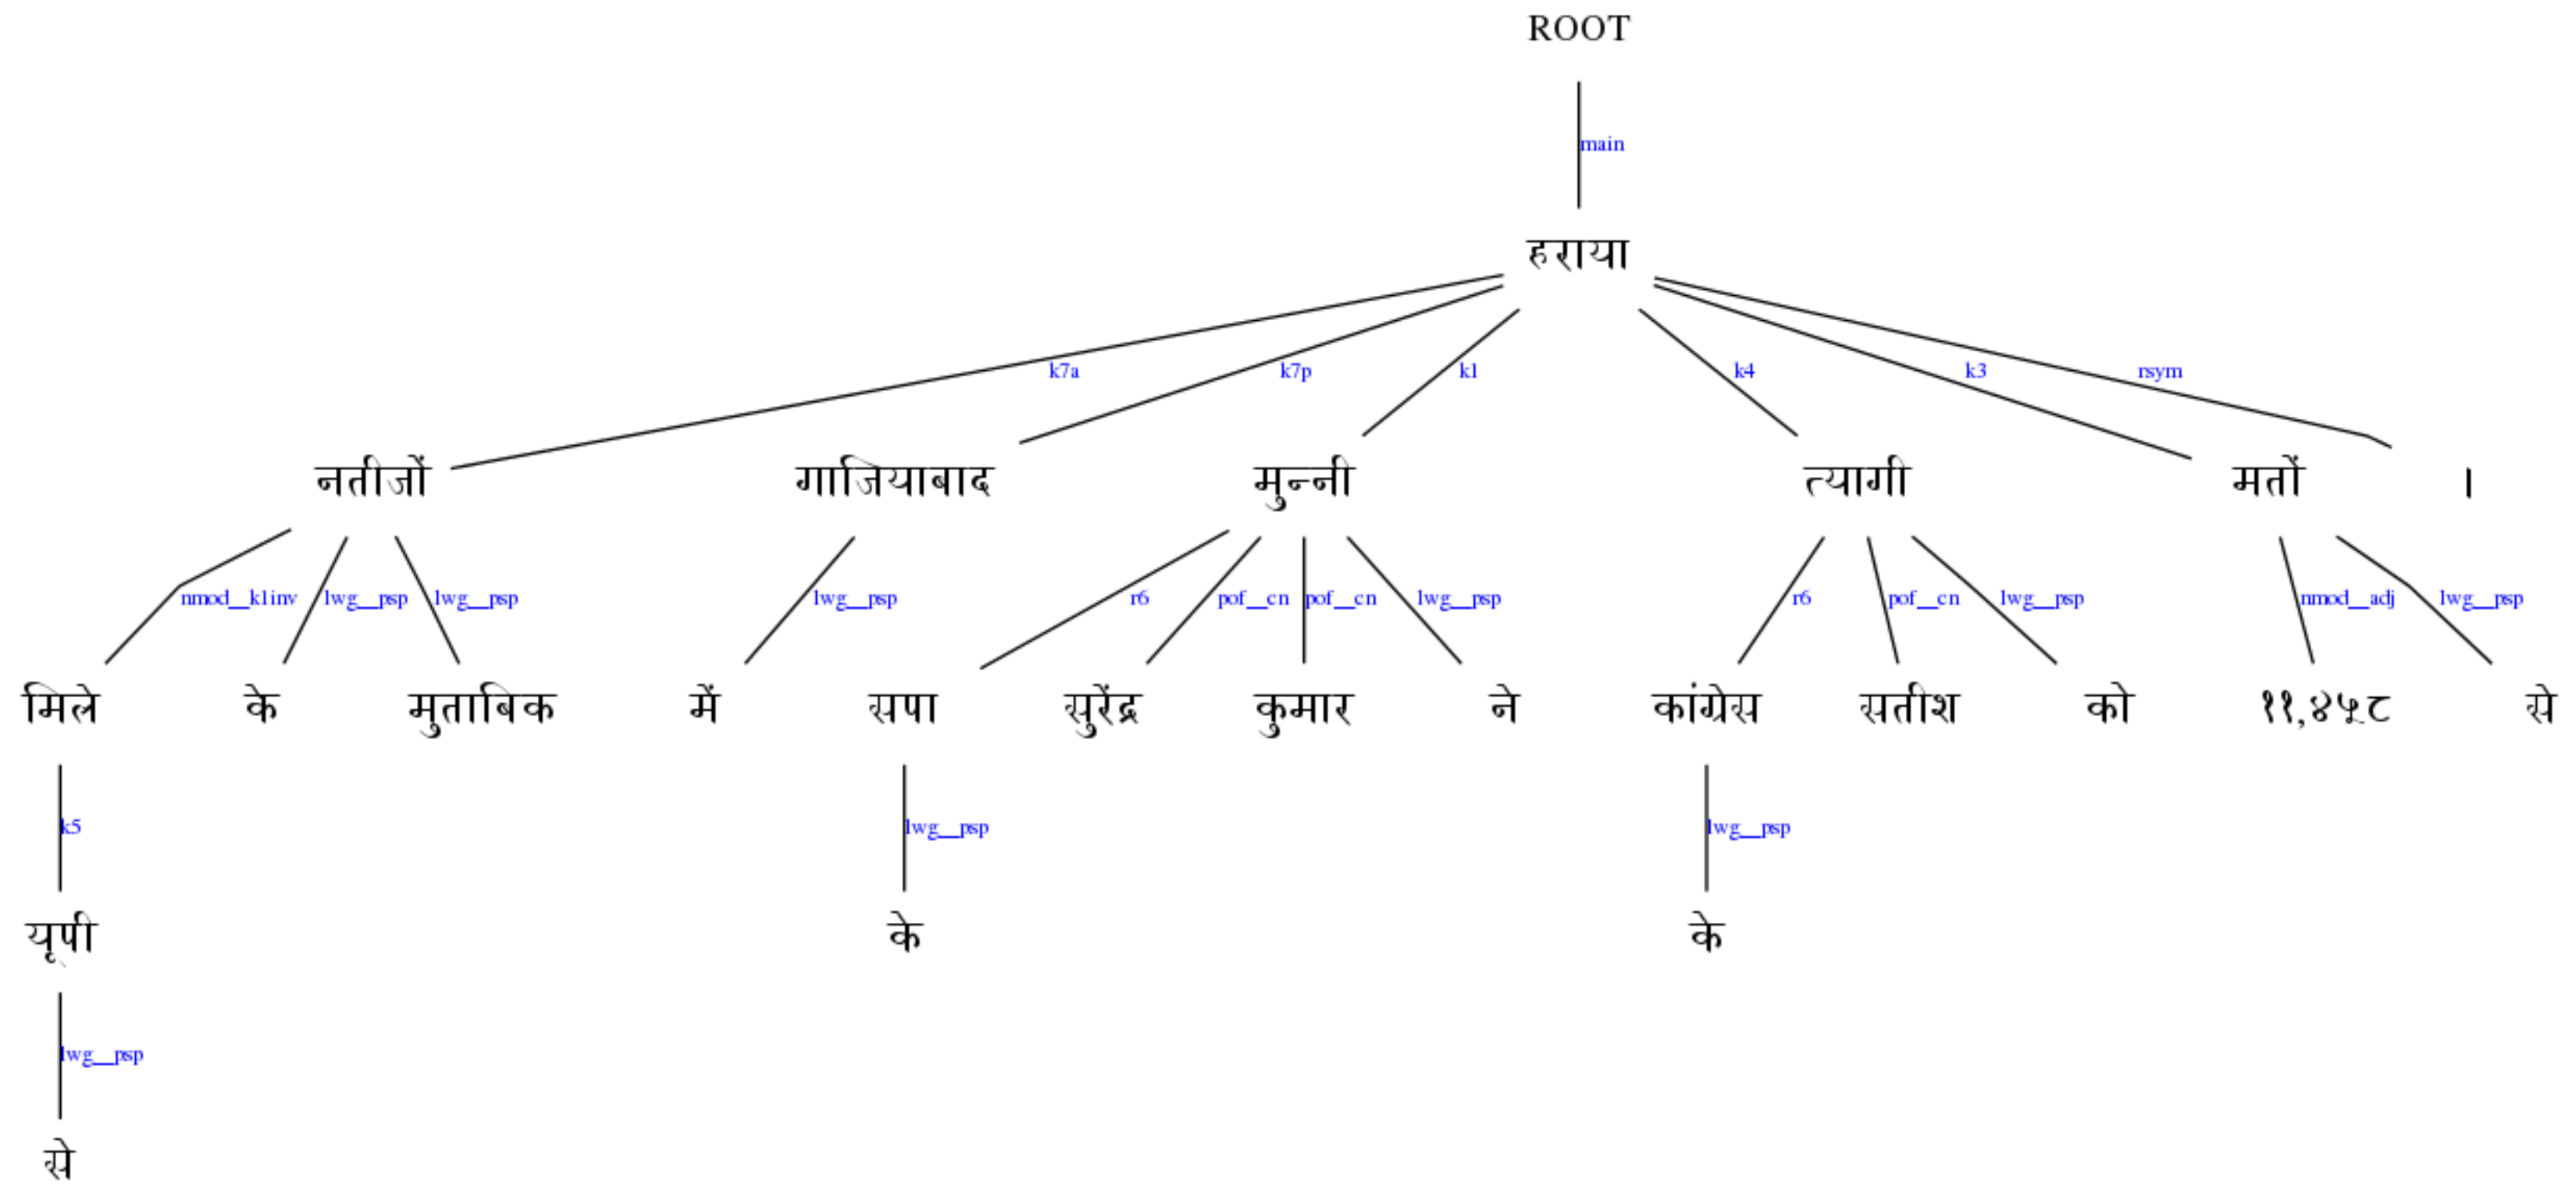 ROOT
main
हराया
k7a k7p k1 k4 k3 rsym
नतीजों गाजियाबाद मुन्नी त्यागी मतों ।
nmod__k1inv lwg__psp lwg__psp lwg__psp r6 pof__cn pof__cn lwg__psp r6 pof__cn lwg__psp nmod__adj lwg__psp
मिले के मुताबिक में सपा सुरेंद्र कुमार ने कांग्रेस सतीश को ११,४५८ से
k5 lwg__psp lwg__psp
यूपी के के
lwg__psp
से